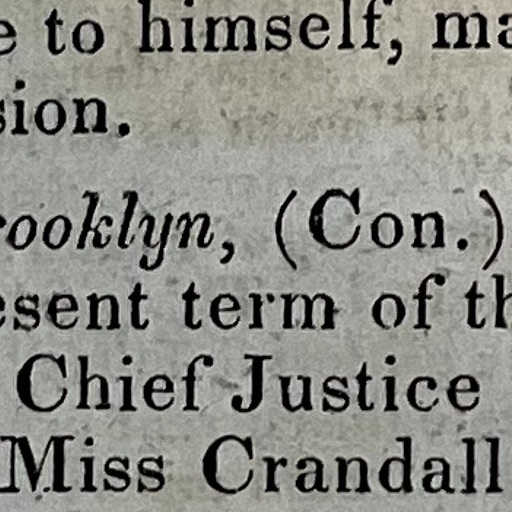 e to himself, ma
sion.
rooklyn, (Con.)
esent term of th
Chief Justice
Miss Crandall